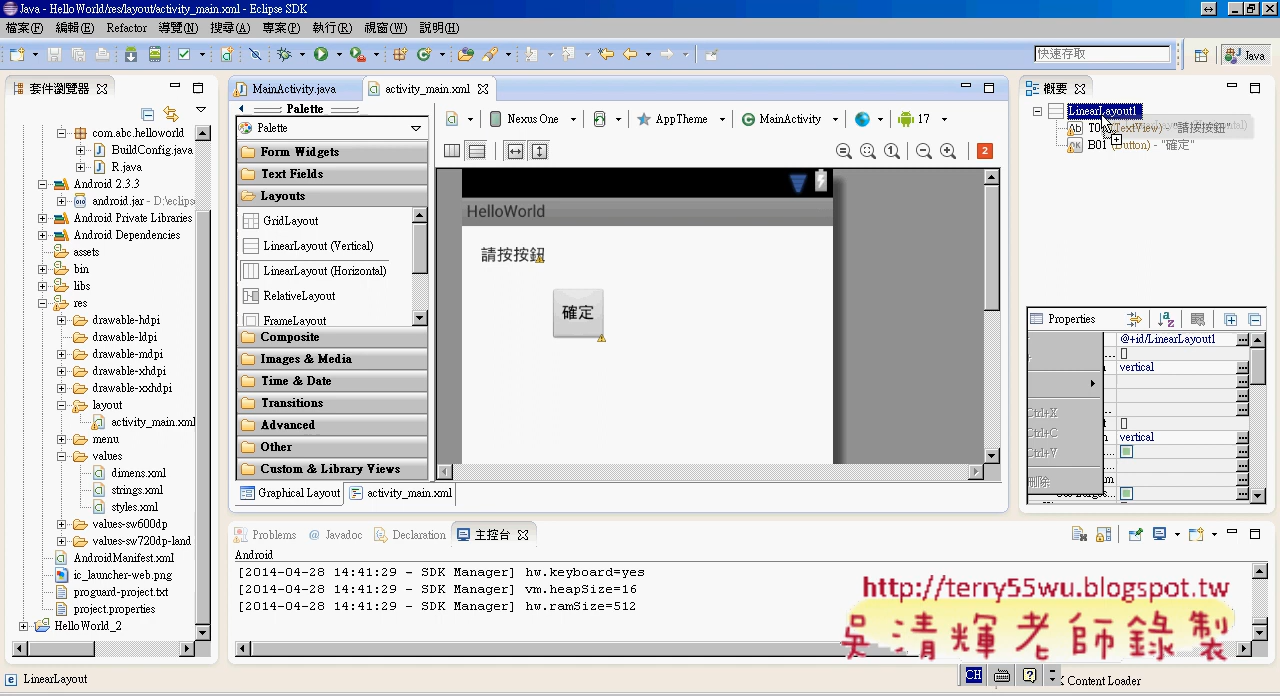 Java - HelloWorld/res/layout/activity_main.xml - Eclipse SDK
檔案(F) 編輯(E) Refactor 導覽(N) 搜尋(A) 專案(P) 執行(R) 視窗(W) 說明(H)
快速存取
Java
套件瀏覽器
com.abc.helloworld
BuildConfig.java
R.java
Android 2.3.3
android.jar - D:\eclips
Android Private Libraries
Android Dependencies
assets
bin
libs
res
drawable-hdpi
drawable-ldpi
drawable-mdpi
drawable-xhdpi
drawable-xxhdpi
layout
activity_main.xml
menu
values
dimens.xml
strings.xml
styles.xml
values-sw600dp
values-sw720dp-land
AndroidManifest.xml
ic_launcher-web.png
proguard-project.txt
project.properties
HelloWorld_2
MainActivity.java
activity_main.xml
Palette
Palette
Form Widgets
Text Fields
Layouts
GridLayout
LinearLayout (Vertical)
LinearLayout (Horizontal)
RelativeLayout
FrameLayout
Composite
Images & Media
Time & Date
Transitions
Advanced
Other
Custom & Library Views
Nexus One
AppTheme
MainActivity
17
2
HelloWorld
請按按鈕
確定
Graphical Layout
activity_main.xml
概要
LinearLayout1
(TextView) - "請按按鈕"
B01 (Button) - "確定"
Properties
@+id/LinearLayout1
[]
vertical
[]
vertical
Ctrl+X
Ctrl+C
Ctrl+V
刪除
Problems
@ Javadoc
Declaration
主控台
Android
[2014-04-28 14:41:29 - SDK Manager] hw.keyboard=yes
[2014-04-28 14:41:29 - SDK Manager] vm.heapSize=16
[2014-04-28 14:41:29 - SDK Manager] hw.ramSize=512
http://terry55wu.blogspot.tw
吳清輝老師錄製
LinearLayout
CH
Content Loader